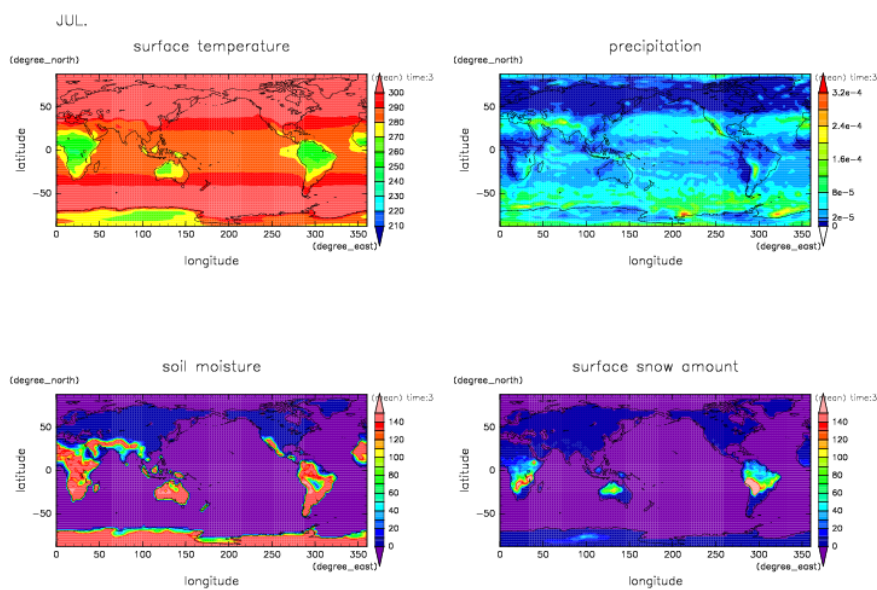 JUL.
surface temperature
precipitation
(degree_north)
(degree_north)
(mean) time:3
(mean) time:3
300
290
280
270
260
250
240
230
220
210
3.2e-4
2.4e-4
1.6e-4
8e-5
2e-5
0
latitude
50
0
-50
latitude
50
0
-50
0 50 100 150 200 250 300 350
0 50 100 150 200 250 300 350
(degree_east)
(degree_east)
longitude
longitude
soil moisture
surface snow amount
(degree_north)
(degree_north)
(mean) time:3
(mean) time:3
140
120
100
80
60
40
20
0
140
120
100
80
60
40
20
0
latitude
50
0
-50
latitude
50
0
-50
0 50 100 150 200 250 300 350
0 50 100 150 200 250 300 350
(degree_east)
(degree_east)
longitude
longitude